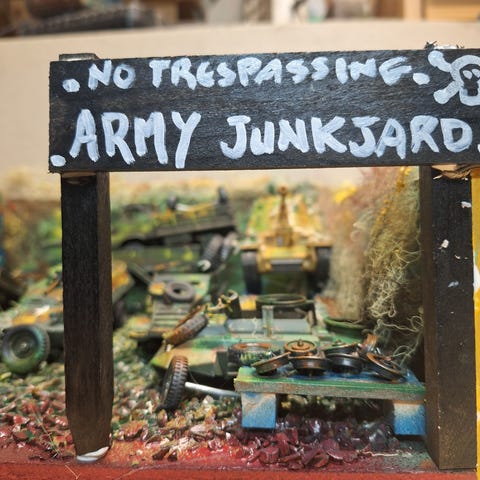 . NO TRESPASSING.
. ARMY JUNKJARD.